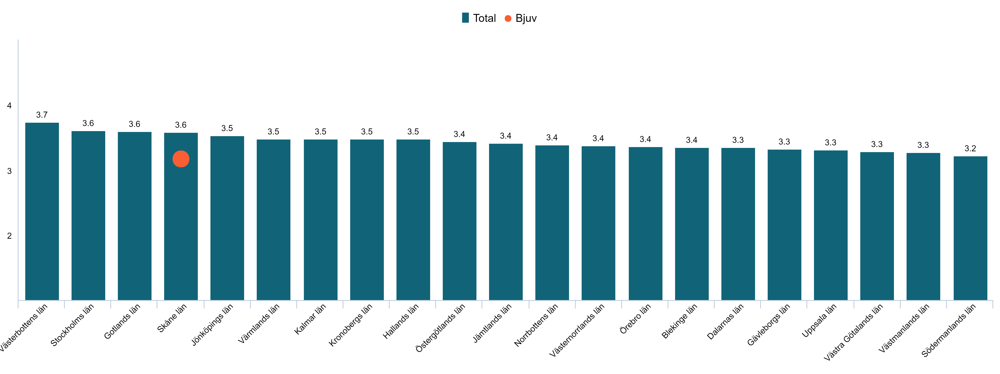 Total Bjuv
4
3
2
3.7 3.6 3.6 3.6 3.5 3.5 3.5 3.5 3.5 3.4 3.4 3.4 3.4 3.4 3.4 3.3 3.3 3.3 3.3 3.3 3.2
Västerbottens län
Stockholms län
Gotlands län
Skåne län
Jönköpings län
Värmlands län
Kalmar län
Kronobergs län
Hallands län
Östergötlands län
Jämtlands län
Norrbottens län
Västernorrlands län
Örebro län
Blekinge län
Dalarnas län
Gävleborgs län
Uppsala län
Västra Götalands län
Västmanlands län
Södermanlands län